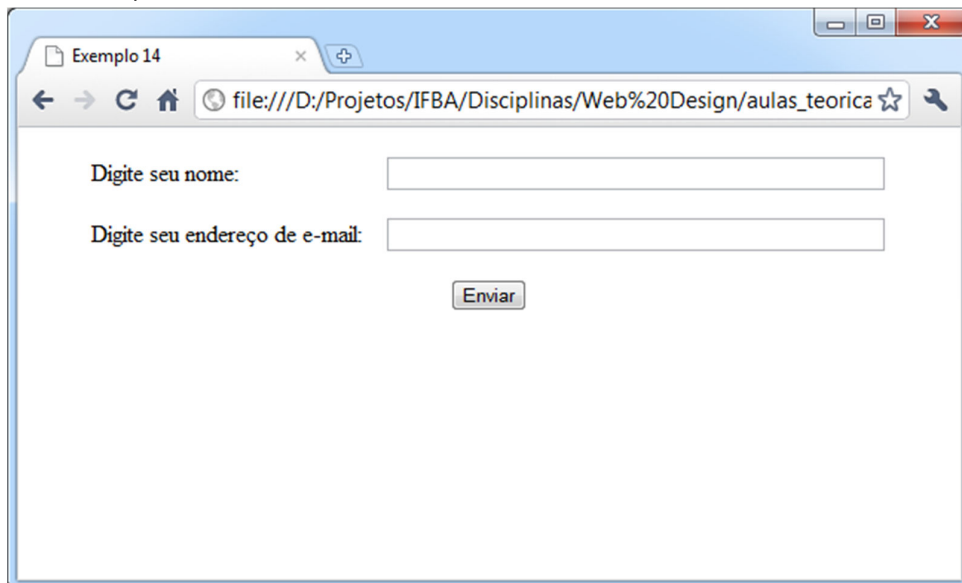 Exemplo 14
file:///D:/Projetos/IFBA/Disciplinas/Web%20Design/aulas_teorica
Digite seu nome:
Digite seu endereço de e-mail:
Enviar